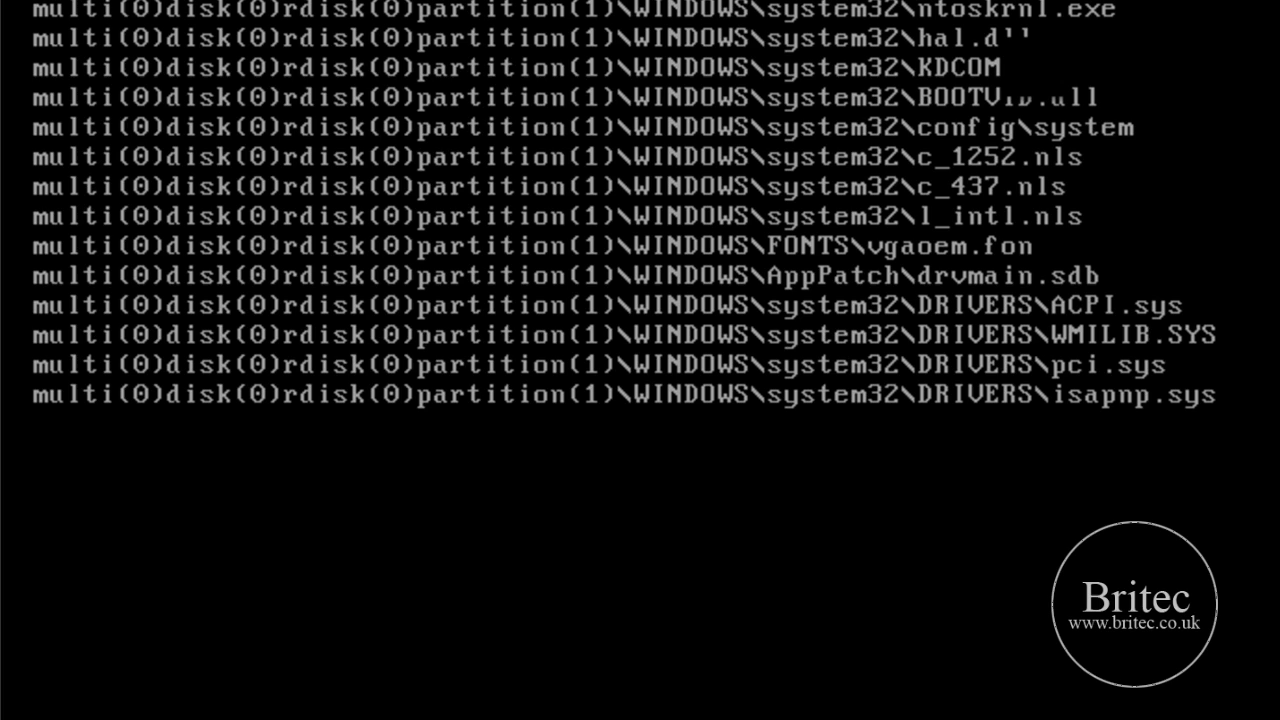 multi(0)disk(0)rdisk(0)partition(1)\WINDOWS\system32\ntoskrnl.exe
multi(0)disk(0)rdisk(0)partition(1)\WINDOWS\system32\hal.d''
multi(0)disk(0)rdisk(0)partition(1)\WINDOWS\system32\KDCOM
multi(0)disk(0)rdisk(0)partition(1)\WINDOWS\system32\
multi(0)disk(0)rdisk(0)partition(1)\WINDOWS\system32\config\system
multi(0)disk(0)rdisk(0)partition(1)\WINDOWS\system32\c_1252.nls
multi(0)disk(0)rdisk(0)partition(1)\WINDOWS\system32\c_437.nls
multi(0)disk(0)rdisk(0)partition(1)\WINDOWS\system32\l_intl.nls
multi(0)disk(0)rdisk(0)partition(1)\WINDOWS\FONTS\vgaoem.fon
multi(0)disk(0)rdisk(0)partition(1)\WINDOWS\AppPatch\drvmain.sdb
multi(0)disk(0)rdisk(0)partition(1)\WINDOWS\system32\DRIVERS\ACPI.sys
multi(0)disk(0)rdisk(0)partition(1)\WINDOWS\system32\DRIVERS\WMILIB.SYS
multi(0)disk(0)rdisk(0)partition(1)\WINDOWS\system32\DRIVERS\pci.sys
multi(0)disk(0)rdisk(0)partition(1)\WINDOWS\system32\DRIVERS\isapnp.sys
Britec
www.britec.co.uk